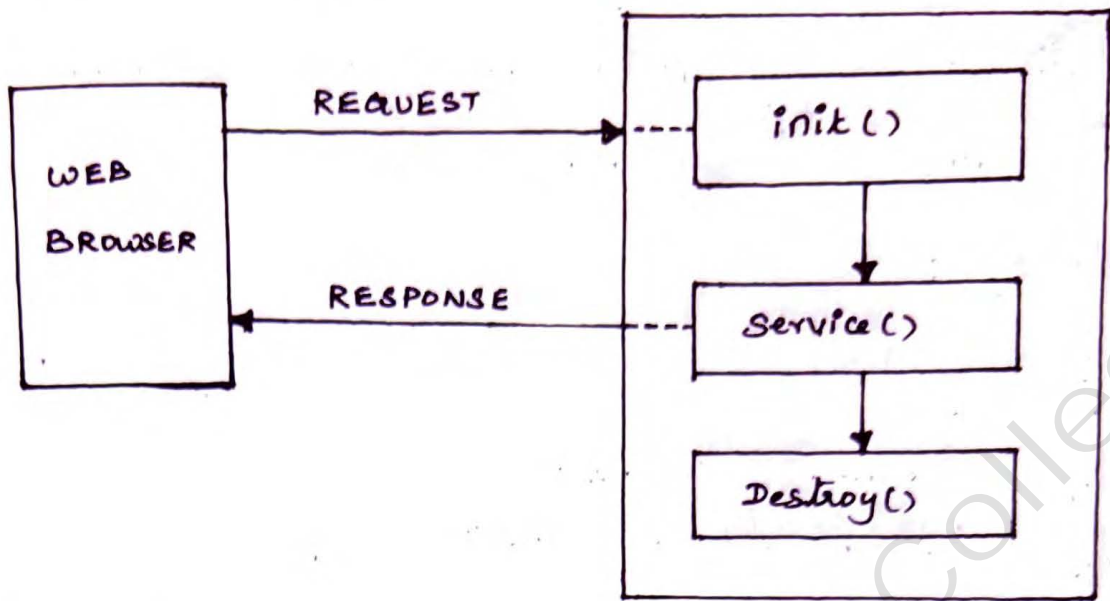 REQUEST
WEB
BROWSER
RESPONSE
init()
Service()
Destroy()